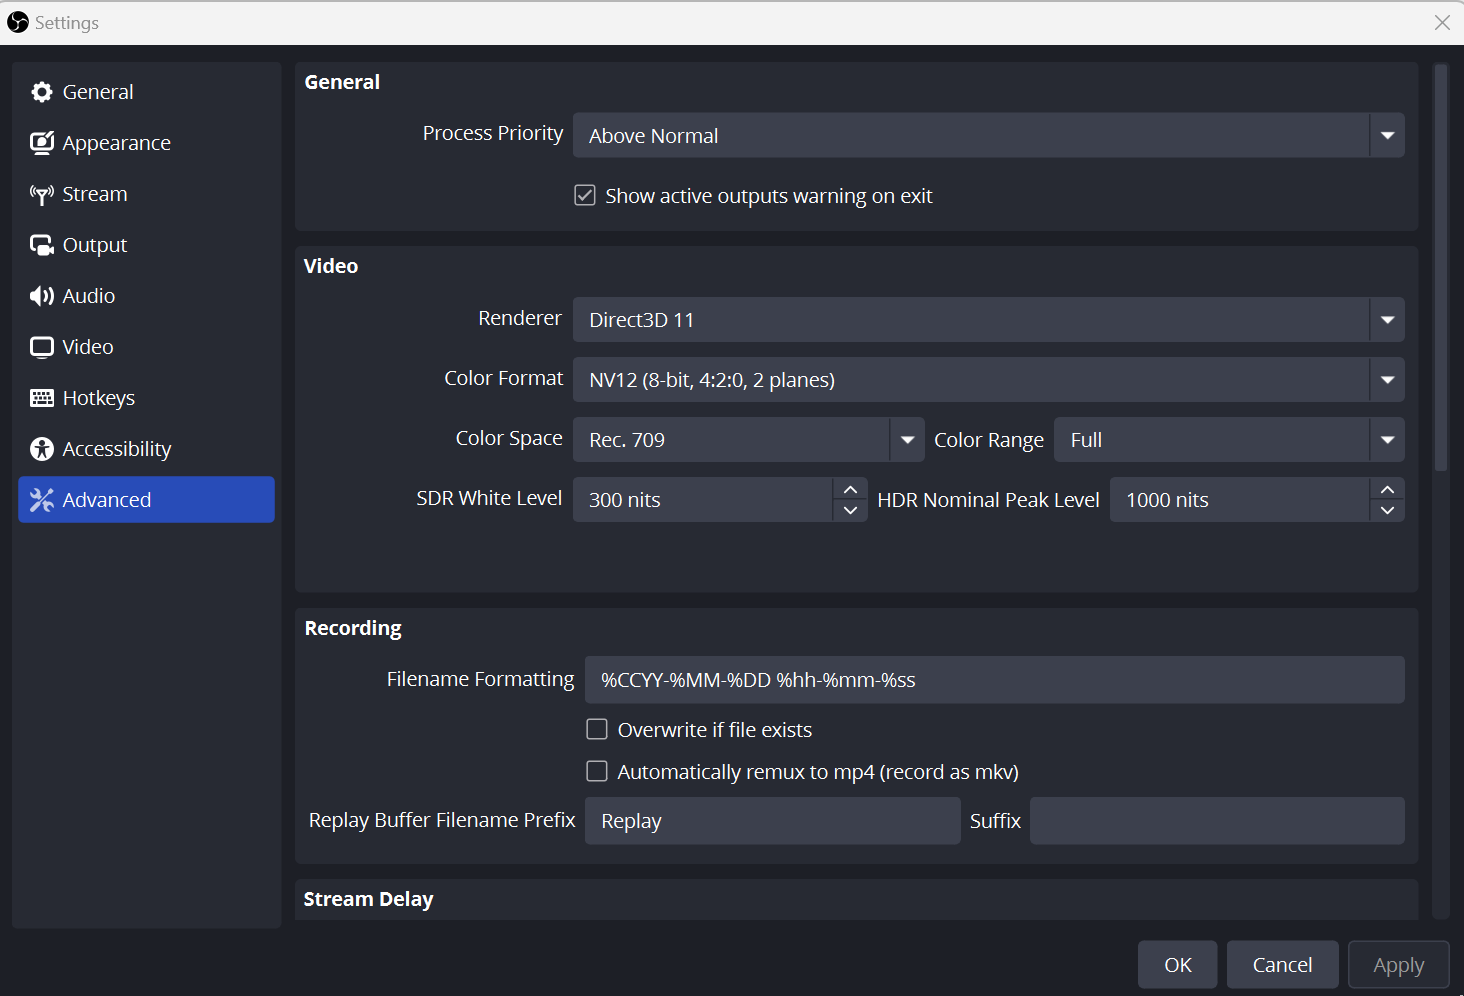 Settings
General
Appearance
Stream
Output
Audio
Video
Hotkeys
Accessibility
Advanced
General
Process Priority Above Normal
Show active outputs warning on exit
Video
Renderer Direct3D 11
Color Format NV12 (8-bit, 4:2:0, 2 planes)
Color Space Rec. 709 Color Range Full
SDR White Level 300 nits HDR Nominal Peak Level 1000 nits
Recording
Filename Formatting %CCYY-%MM-%DD %hh-%mm-%ss
Overwrite if file exists
Automatically remux to mp4 (record as mkv)
Replay Buffer Filename Prefix Replay Suffix
Stream Delay
OK Cancel Apply